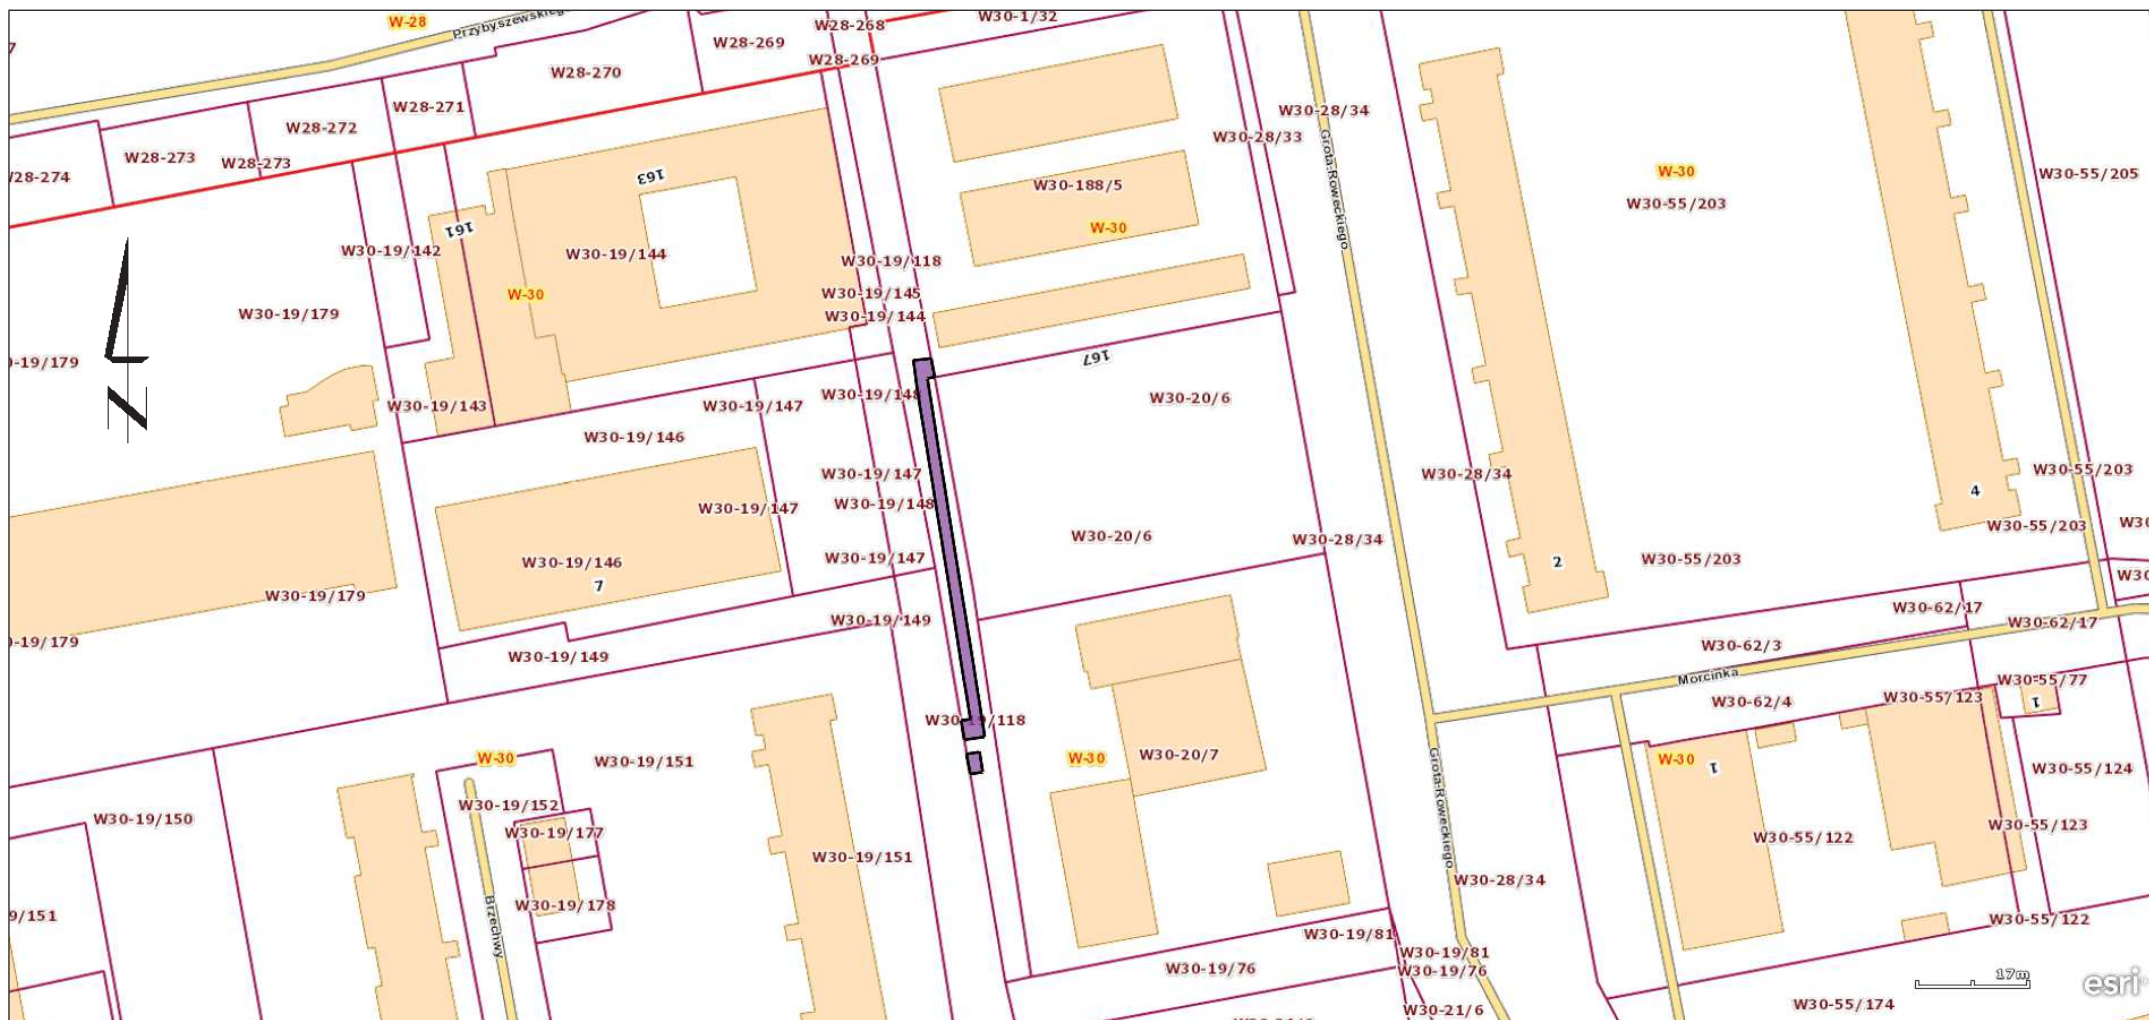 W-28
Przybyszewskiego
W28-268
W30-1/32
W28-269
W28-269
W28-270
W28-271
W28-272
W28-273
W28-273
/28-274
7
W30-28/34
W30-28/33
W30-188/5
W-30
W-30
W30-55/203
W30-55/205
163
161
W30-19/142
W30-19/144
W-30
W30-19/179
W30-19/118
W30-19/145
W30-19/144
Grota-Roweckiego
0-19/179
167
W30-19/143
W30-19/147
W30-19/148
W30-20/6
W30-19/146
W30-19/147
W30-28/34
W30-55/203
4
W30-19/147
W30-19/148
W30-55/203
W30
W30-20/6
W30-28/34
W30-19/146
7
W30-19/147
2
W30-55/203
W30
W30-19/179
0-19/179
W30-19/149
W30-19/149
W30-62/17
W30-62/17
W30-62/3
Morcinka
W30-55/77
W30-62/4
W30-55/123
1
W30-19/118
N
W-30
W30-19/151
W-30
W30-20/7
W-30
1
W30-55/124
W30-19/150
W30-19/152
W30-19/177
W30-19/151
W30-55/122
W30-55/123
Grota-Roweckiego
W30-28/34
9/151
W30-19/178
Brzechwy
W30-55/122
W30-19/81
W30-19/81
W30-19/76
W30-19/76
17m
esri
W30-55/174
W30-21/6